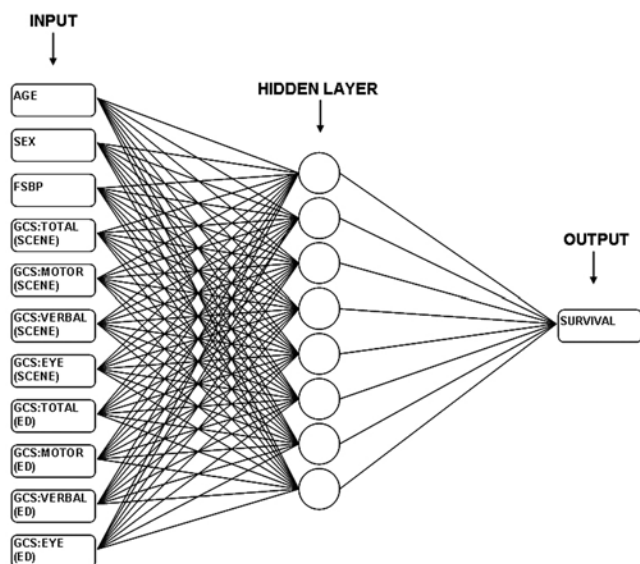 INPUT
HIDDEN LAYER
OUTPUT
AGE
SEX
FSBP
GCS:TOTAL
(SCENE)
GCS:MOTOR
(SCENE)
GCS:VERBAL
(SCENE)
GCS:EYE
(SCENE)
GCS:TOTAL
(ED)
GCS:MOTOR
(ED)
GCS:VERBAL
(ED)
GCS:EYE
(ED)
SURVIVAL